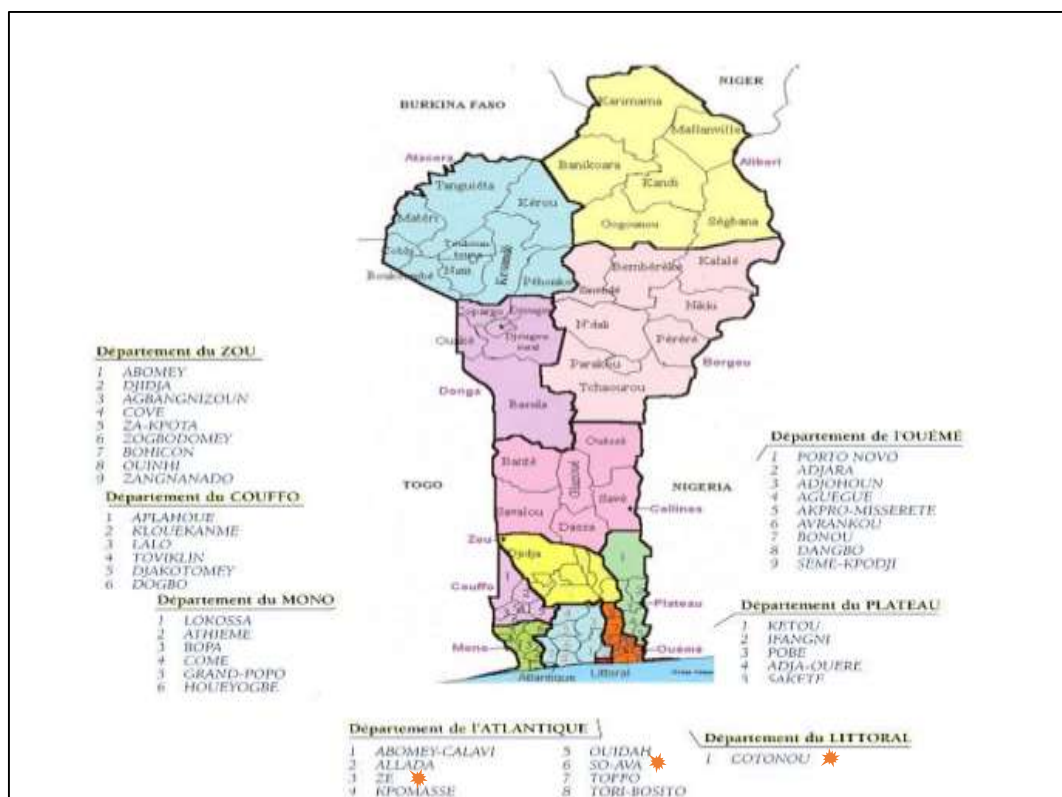 NIGER
BURKINA FASO
Karimama
Mallanville
Atacora
Alibori
Banikoara
Tanguiéta
Kandi
Kérou
Matéri
Gogounou
Ségbana
Kalalé
Bembéréké
Péhonko
Nikki
N'dali
Ouaké
Péréré
Parakou
Borgou
Tchaourou
Donga
Bassila
Département du ZOU
1 ABOMEY
2 DJIDJA
3 AGBANGNIZOUN
4 COVE
5 ZA-KPOTA
6 ZOGBODOMEY
7 BOHICON
8 OUINHI
9 ZANGNANADO
Département du COUFFO
1 APLAHOUE
2 KLOUEKANME
3 LALO
4 TOVIKLIN
5 DJAKOTOMEY
6 DOGBO
Département du MONO
1 LOKOSSA
2 ATHIEME
3 BOPA
4 COME
5 GRAND-POPO
6 HOUEYOGBE
Ouèssè
Bantè
Glazoué
TOGO
NIGERIA
Savè
Savalou
Collines
Dassa
Zou
Djidja
Couffo
Plateau
Mono
Ouémé
Atlantique
Littoral
Département de l'OUÉMÉ
1 PORTO NOVO
2 ADJARA
3 ADJOHOUN
4 AGUEGUE
5 AKPRO-MISSERETE
6 AVRANKOU
7 BONOU
8 DANGBO
9 SEME-KPODJI
Département du PLATEAU
1 KETOU
2 IFANGNI
3 POBE
4 ADJA-OUERE
5 SAKETE
Département de l'ATLANTIQUE
1 ABOMEY-CALAVI
2 ALLADA
3 ZE
4 KPOMASSE
5 OUIDAH
6 SO-AVA
7 TOFFO
8 TORI-BOSITO
Département du LITTORAL
1 COTONOU